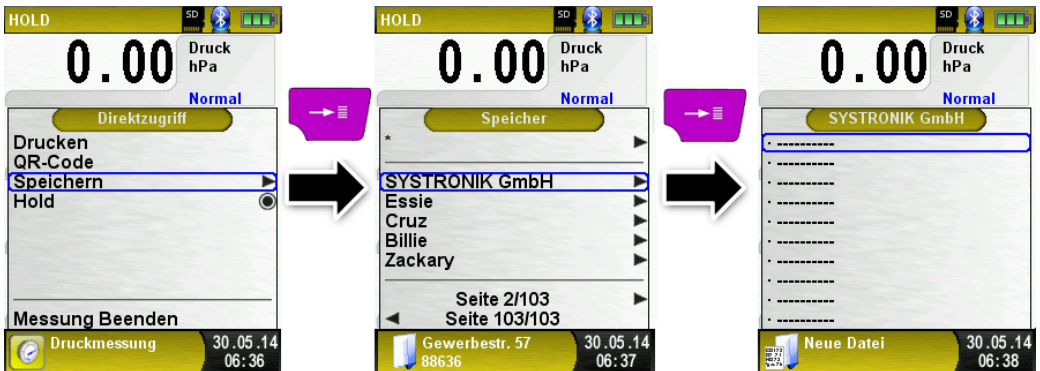 HOLD
SD
0.00
Druck
hPa
Normal
Direktzugriff
Drucken
QR-Code
Speichern
Hold
Messung Beenden
Druckmessung
30.05.14
06:36
HOLD
SD
0.00
Druck
hPa
Normal
Speicher
*
SYSTRONIK GmbH
Essie
Cruz
Billie
Zackary
Seite 2/103
Seite 103/103
Gewerbestr. 57
88636
30.05.14
06:37
SD
0.00
Druck
hPa
Normal
SYSTRONIK GmbH
· ----------
· ----------
· ----------
· ----------
· ----------
· ----------
· ----------
· ----------
· ----------
· ----------
Neue Datei
30.05.14
06:38